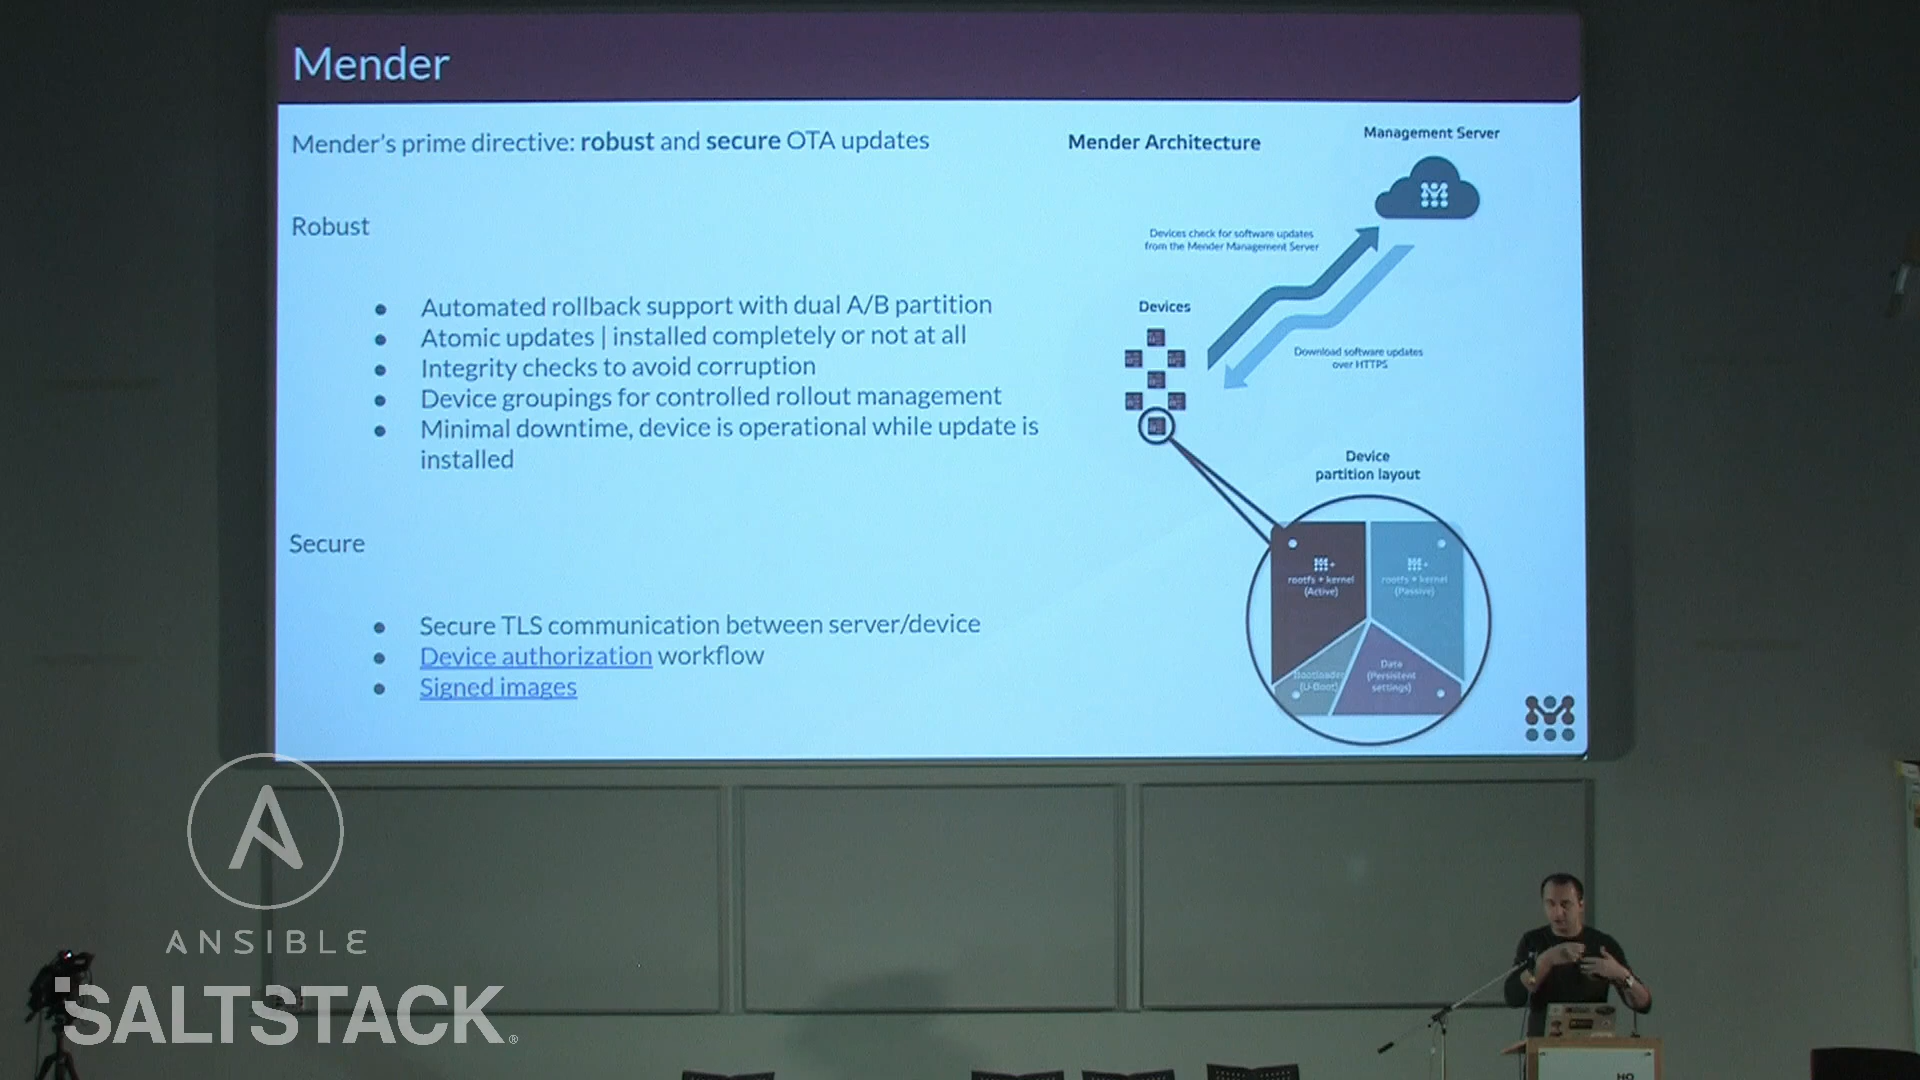 Mender
Mender's prime directive: robust and secure OTA updates
Robust
Automated rollback support with dual A/B partition
Atomic updates | installed completely or not at all
Integrity checks to avoid corruption
Device groupings for controlled rollout management
Minimal downtime, device is operational while update is
installed
Secure
Secure TLS communication between server/device
Device authorization workflow
Signed images
Mender Architecture
Management Server
Devices check for software updates
from the Mender Management Server
Devices
Download software updates
over HTTPS
Device
partition layout
rootfs + kernel
(Active)
rootfs + kernel
(Passive)
Bootloader
(U-Boot)
Data
(Persistent
settings)
ANSIBLE
SALTSTACK®
HO